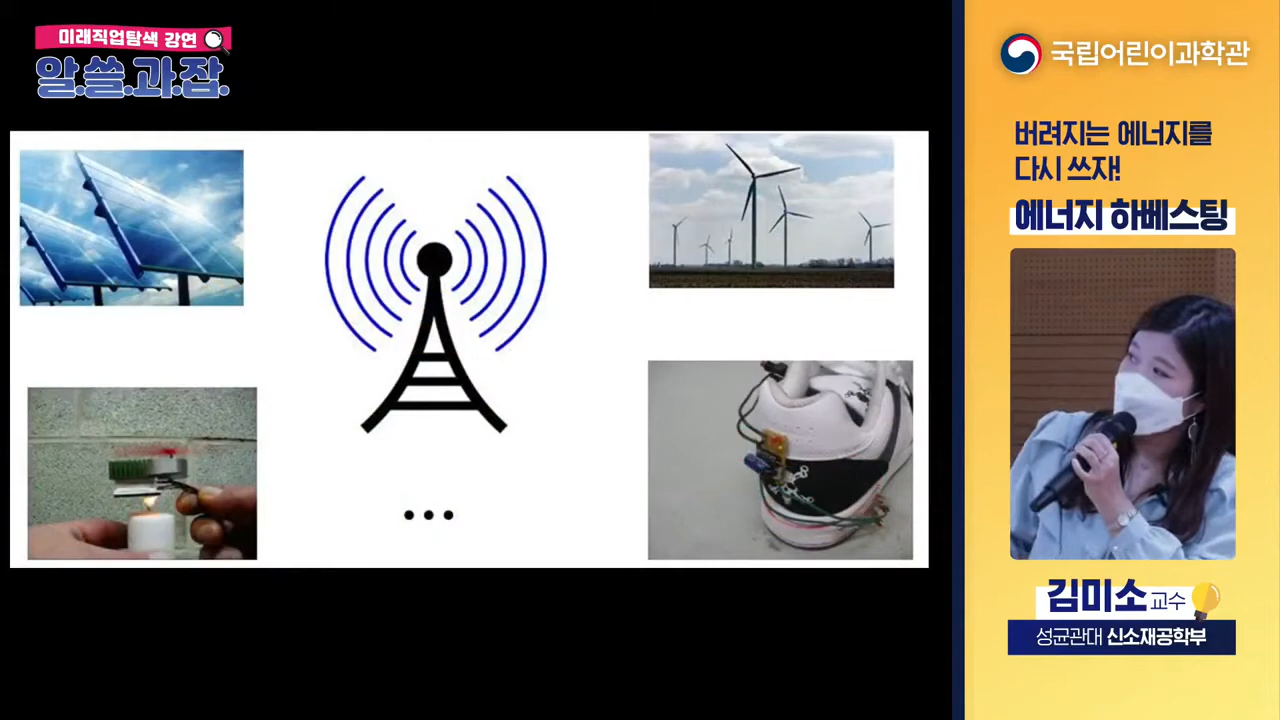 미래직업탐색 강연
알.쓸.과.잡.
국립어린이과학관
버려지는 에너지를
다시 쓰자!
에너지 하베스팅
김미소 교수
성균관대 신소재공학부